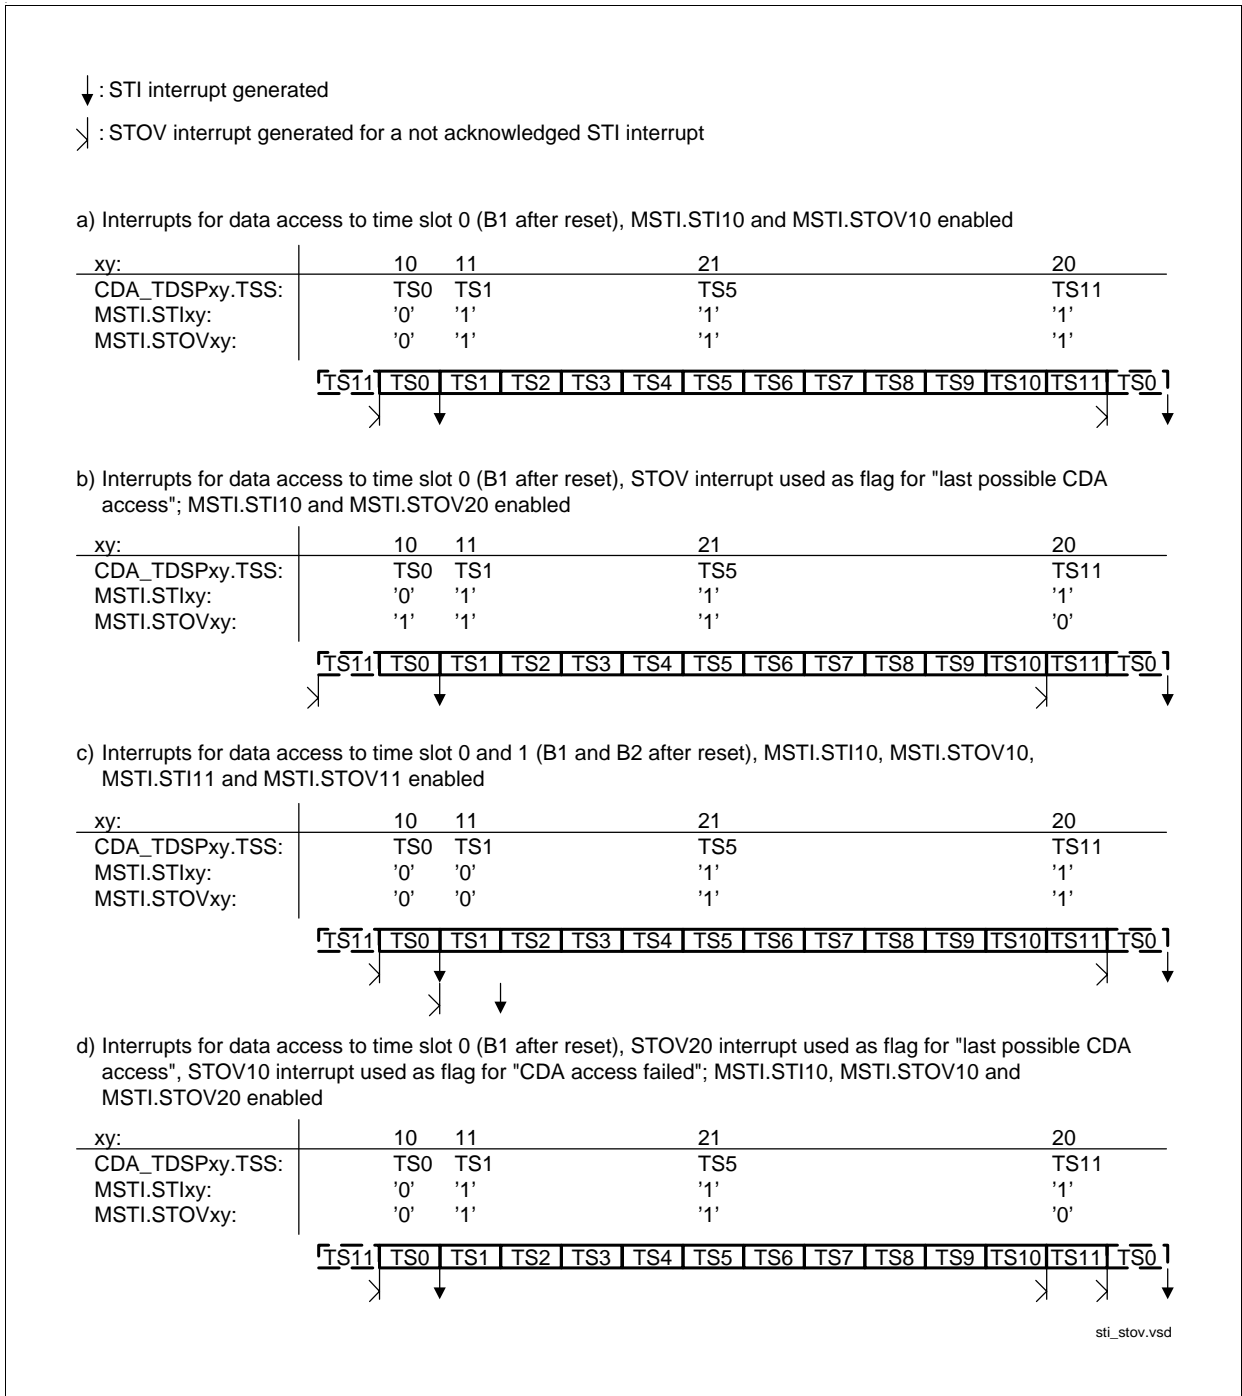 : STI interrupt generated
: STOV interrupt generated for a not acknowledged STI interrupt
a) Interrupts for data access to time slot 0 (B1 after reset), MSTI.STI10 and MSTI.STOV10 enabled
xy: 10 11 21 20
CDA_TDSPxy.TSS: TS0 TS1 TS5 TS11
MSTI.STIxy: '0' '1' '1' '1'
MSTI.STOVxy: '0' '1' '1' '1'
TS11 TS0 TS1 TS2 TS3 TS4 TS5 TS6 TS7 TS8 TS9 TS10 TS11 TS0
b) Interrupts for data access to time slot 0 (B1 after reset), STOV interrupt used as flag for "last possible CDA
access"; MSTI.STI10 and MSTI.STOV20 enabled
xy: 10 11 21 20
CDA_TDSPxy.TSS: TS0 TS1 TS5 TS11
MSTI.STIxy: '0' '1' '1' '1'
MSTI.STOVxy: '1' '1' '1' '0'
TS11 TS0 TS1 TS2 TS3 TS4 TS5 TS6 TS7 TS8 TS9 TS10 TS11 TS0
c) Interrupts for data access to time slot 0 and 1 (B1 and B2 after reset), MSTI.STI10, MSTI.STOV10,
MSTI.STI11 and MSTI.STOV11 enabled
xy: 10 11 21 20
CDA_TDSPxy.TSS: TS0 TS1 TS5 TS11
MSTI.STIxy: '0' '0' '1' '1'
MSTI.STOVxy: '0' '0' '1' '1'
TS11 TS0 TS1 TS2 TS3 TS4 TS5 TS6 TS7 TS8 TS9 TS10 TS11 TS0
d) Interrupts for data access to time slot 0 (B1 after reset), STOV20 interrupt used as flag for "last possible CDA
access", STOV10 interrupt used as flag for "CDA access failed"; MSTI.STI10, MSTI.STOV10 and
MSTI.STOV20 enabled
xy: 10 11 21 20
CDA_TDSPxy.TSS: TS0 TS1 TS5 TS11
MSTI.STIxy: '0' '1' '1' '1'
MSTI.STOVxy: '0' '1' '1' '0'
TS11 TS0 TS1 TS2 TS3 TS4 TS5 TS6 TS7 TS8 TS9 TS10 TS11 TS0
sti_stov.vsd